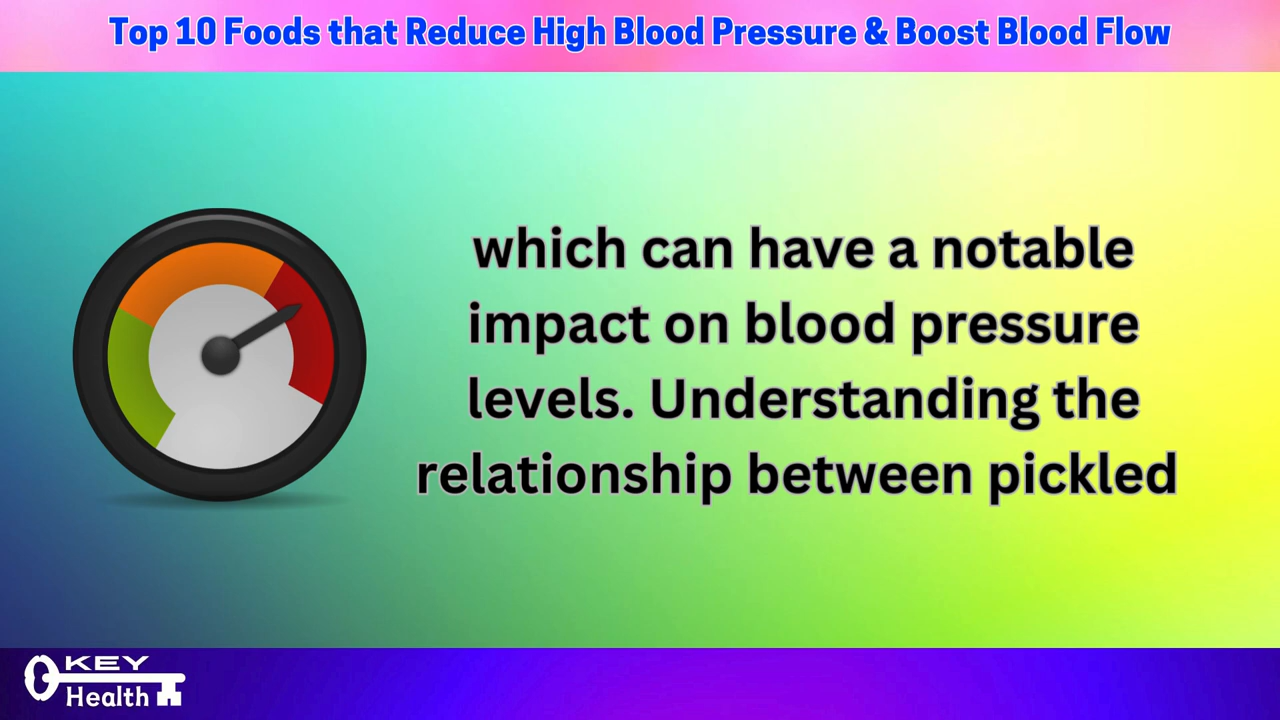 Top 10 Foods that Reduce High Blood Pressure & Boost Blood Flow
which can have a notable
impact on blood pressure
levels. Understanding the
relationship between pickled
KEY
Health